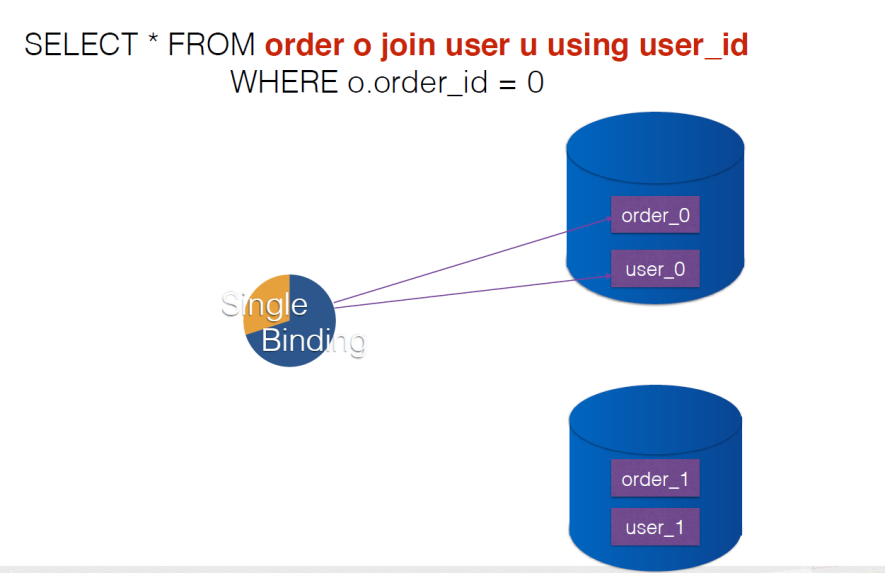 SELECT * FROM order o join user u using user_id
WHERE o.order_id = 0
order_0
user_0
Single
Binding
order_1
user_1